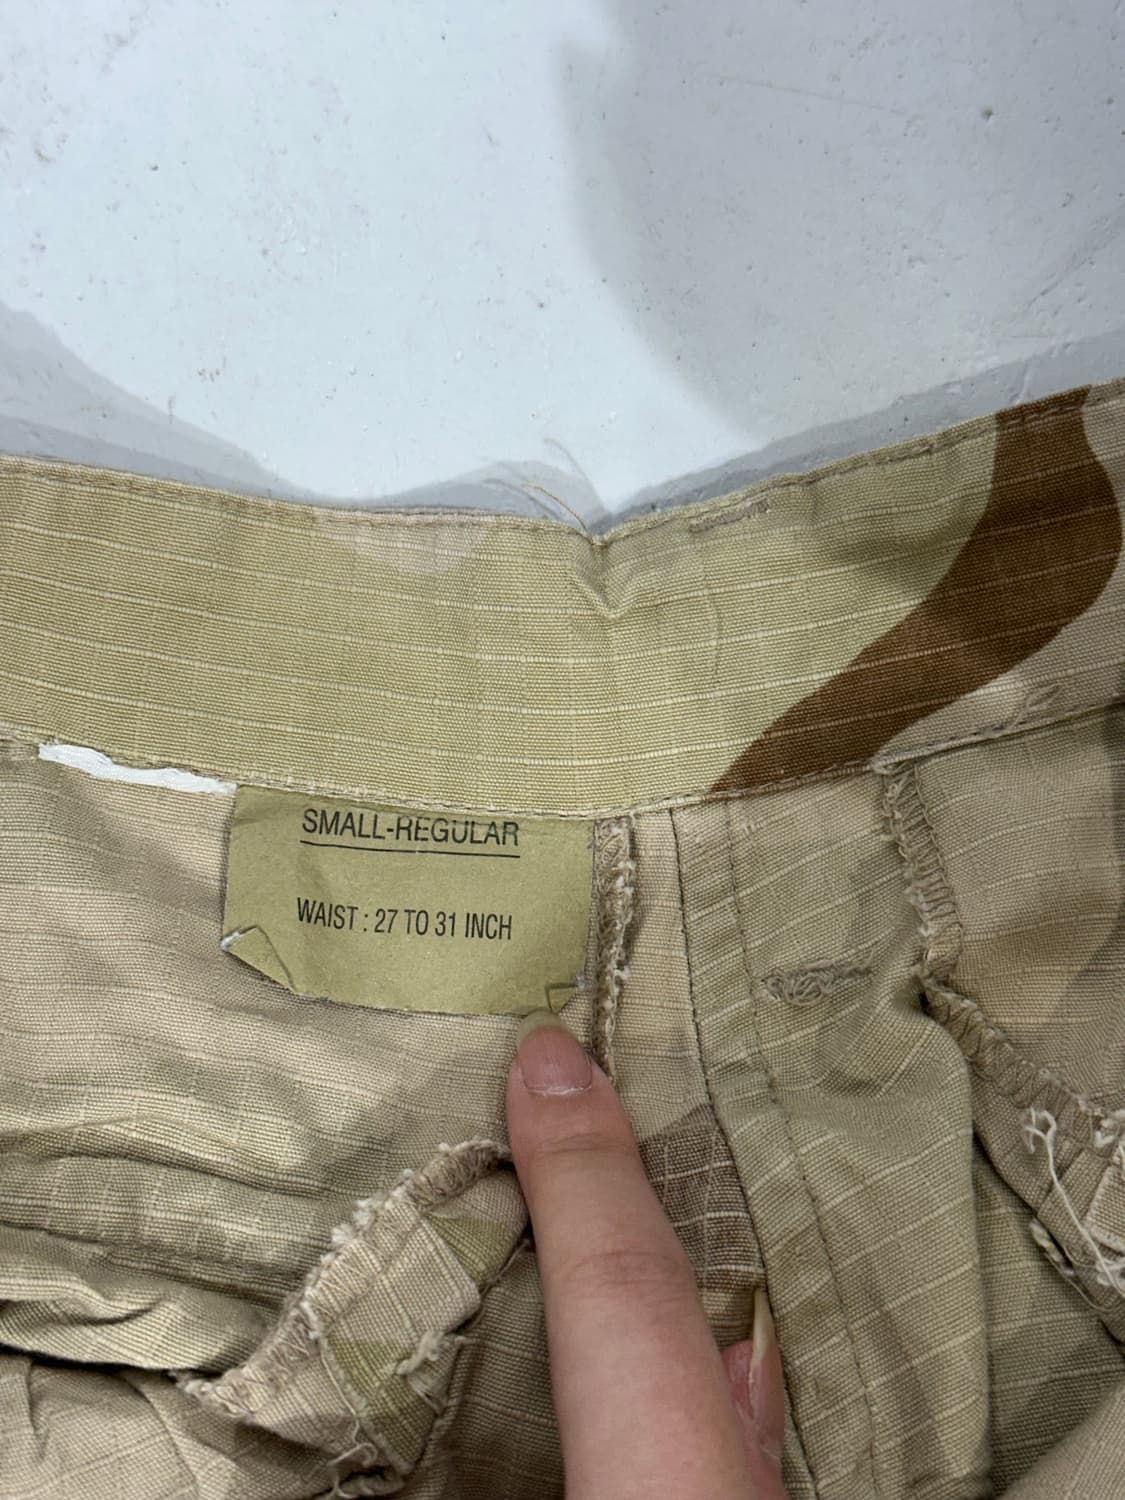 SMALL-REGULAR
WAIST : 27 TO 31 INCH